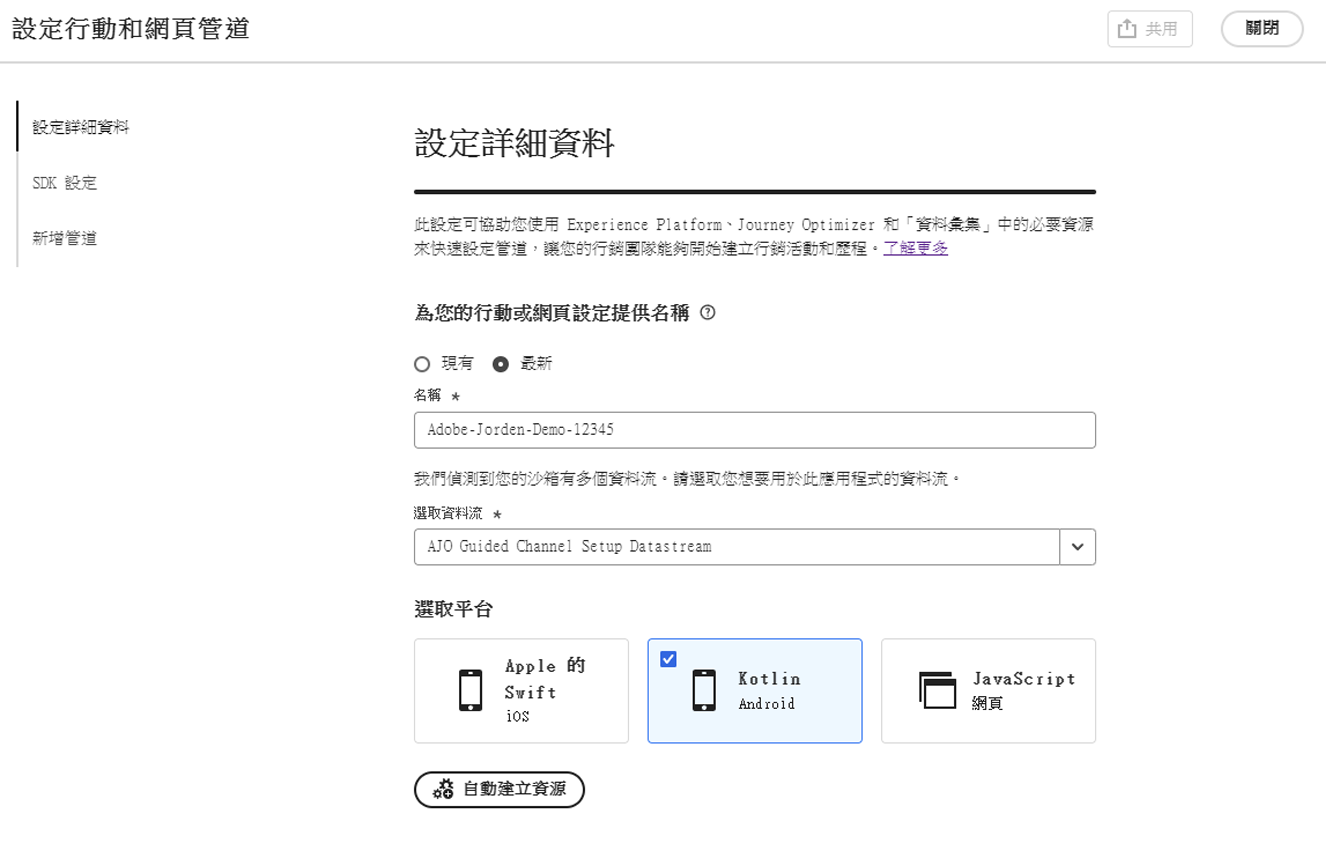 設定行動和網頁管道
共用
關閉
設定詳細資料
SDK 設定
新增管道
設定詳細資料
此設定可協助您使用 Experience Platform、Journey Optimizer 和「資料彙集」中的必要資源
來快速設定管道，讓您的行銷團隊能夠開始建立行銷活動和歷程。了解更多
為您的行動或網頁設定提供名稱
現有
最新
名稱 *
Adobe-Jorden-Demo-12345
我們偵測到您的沙箱有多個資料流。請選取您想要用於此應用程式的資料流。
選取資料流 *
AJO Guided Channel Setup Datastream
選取平台
Apple 的
Swift
iOS
Kotlin
Android
JavaScript
網頁
自動建立資源